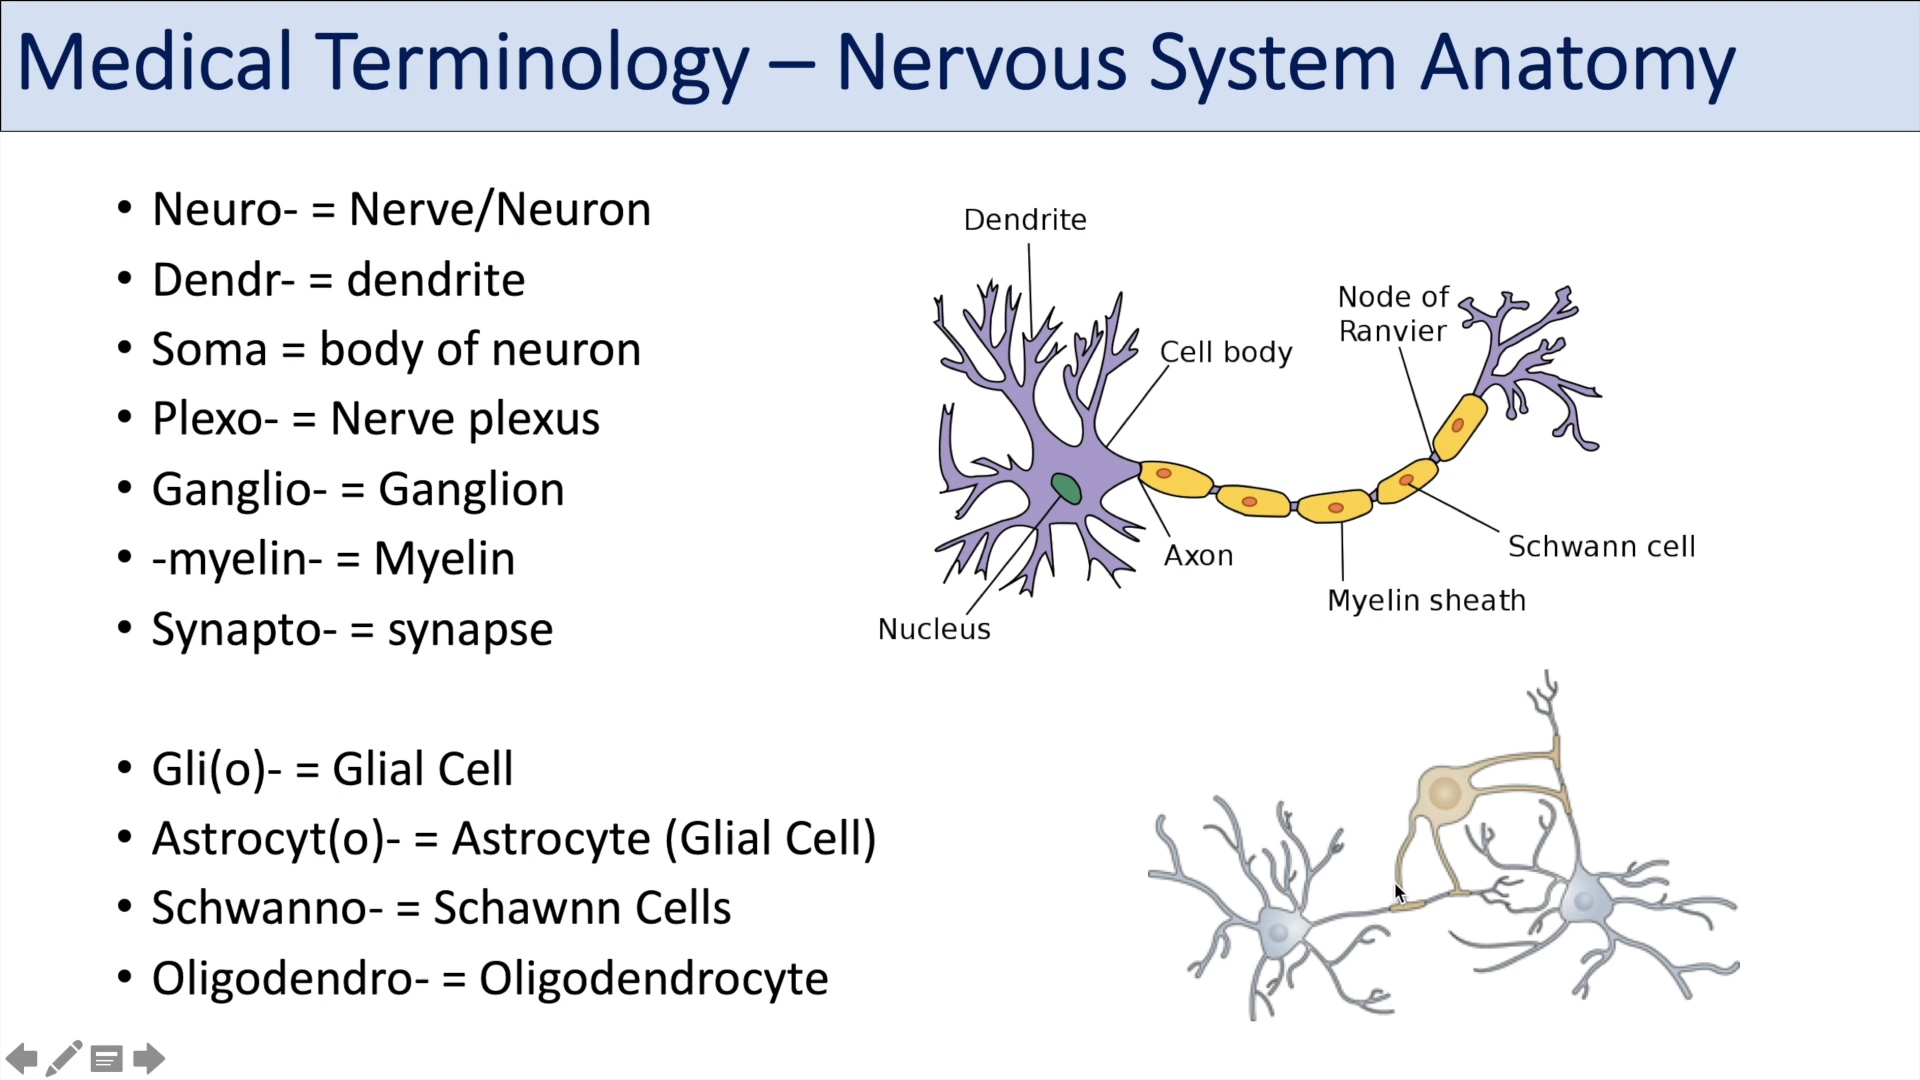 Medical Terminology – Nervous System Anatomy
• Neuro- = Nerve/Neuron
• Dendr- = dendrite
• Soma = body of neuron
• Plexo- = Nerve plexus
• Ganglio- = Ganglion
• -myelin- = Myelin
• Synapto- = synapse
• Gli(o)- = Glial Cell
• Astrocyt(o)- = Astrocyte (Glial Cell)
• Schwanno- = Schawnn Cells
• Oligodendro- = Oligodendrocyte
Dendrite
Node of
Ranvier
Cell body
Schwann cell
Axon
Myelin sheath
Nucleus